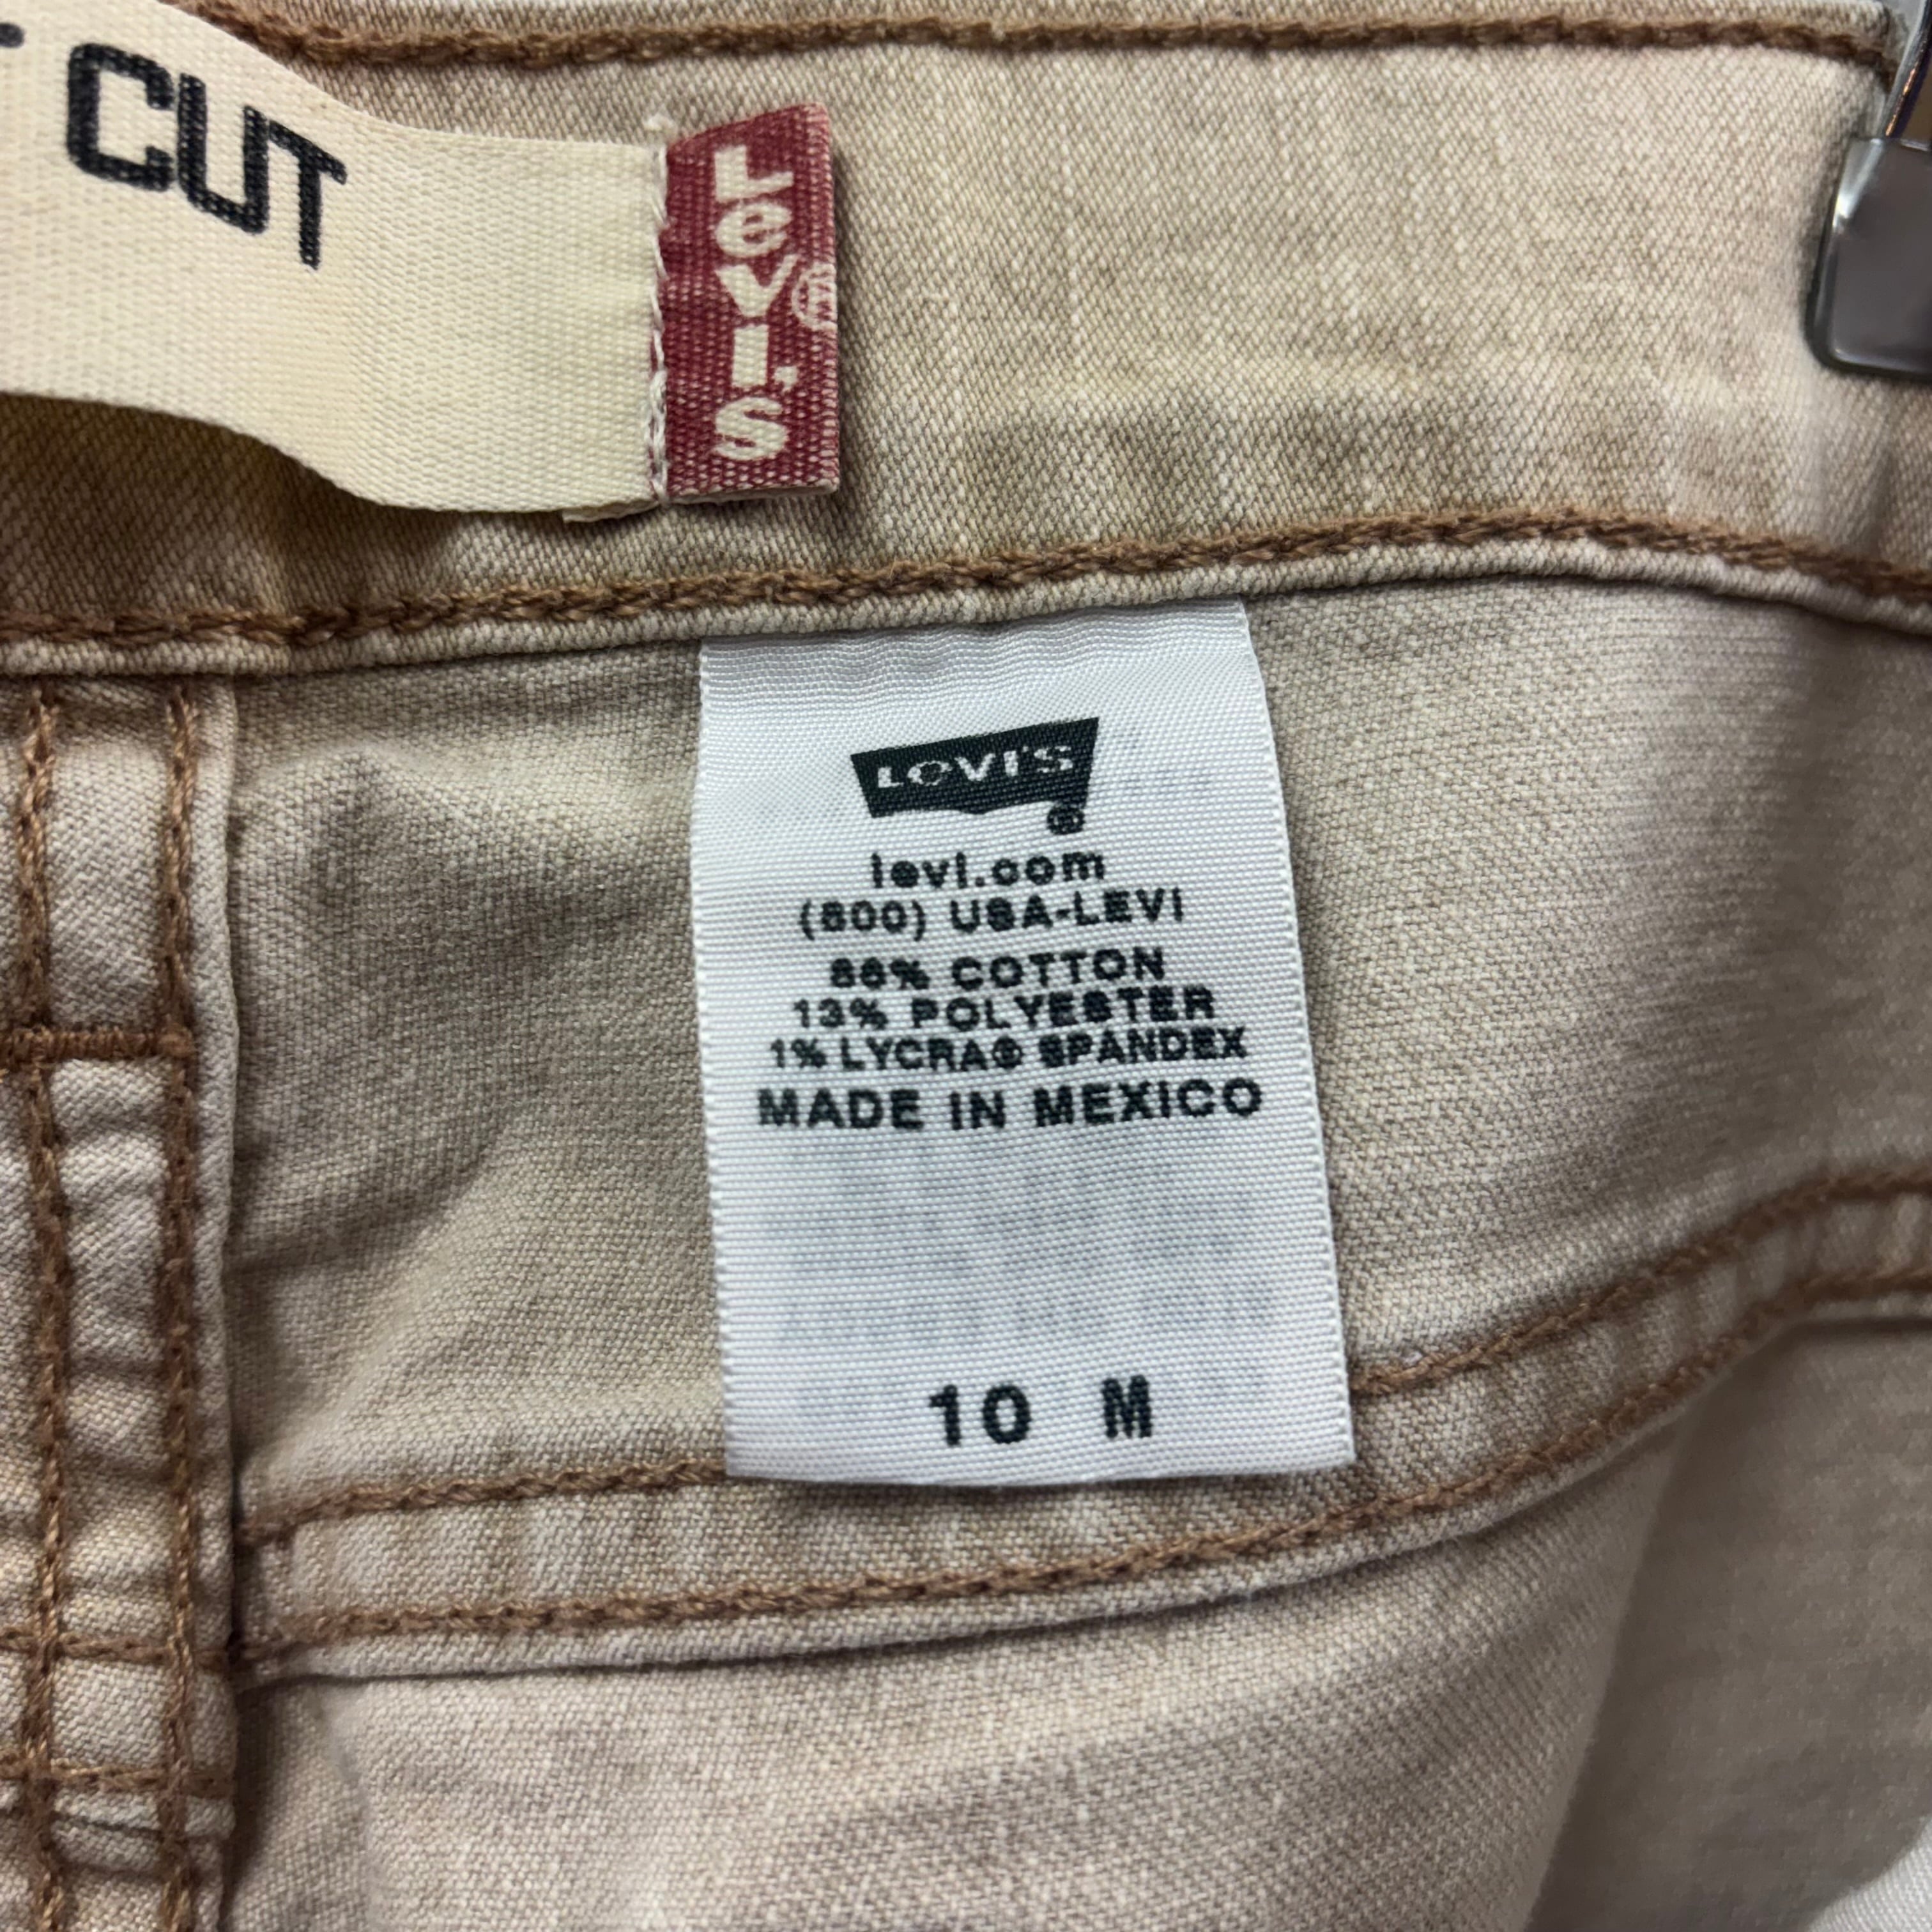 CUT
Levi's®
LEVI'S
®
levi.com
(800) USA-LEVI
86% COTTON
13% POLYESTER
1% LYCRA® SPANDEX
MADE IN MEXICO
10 M